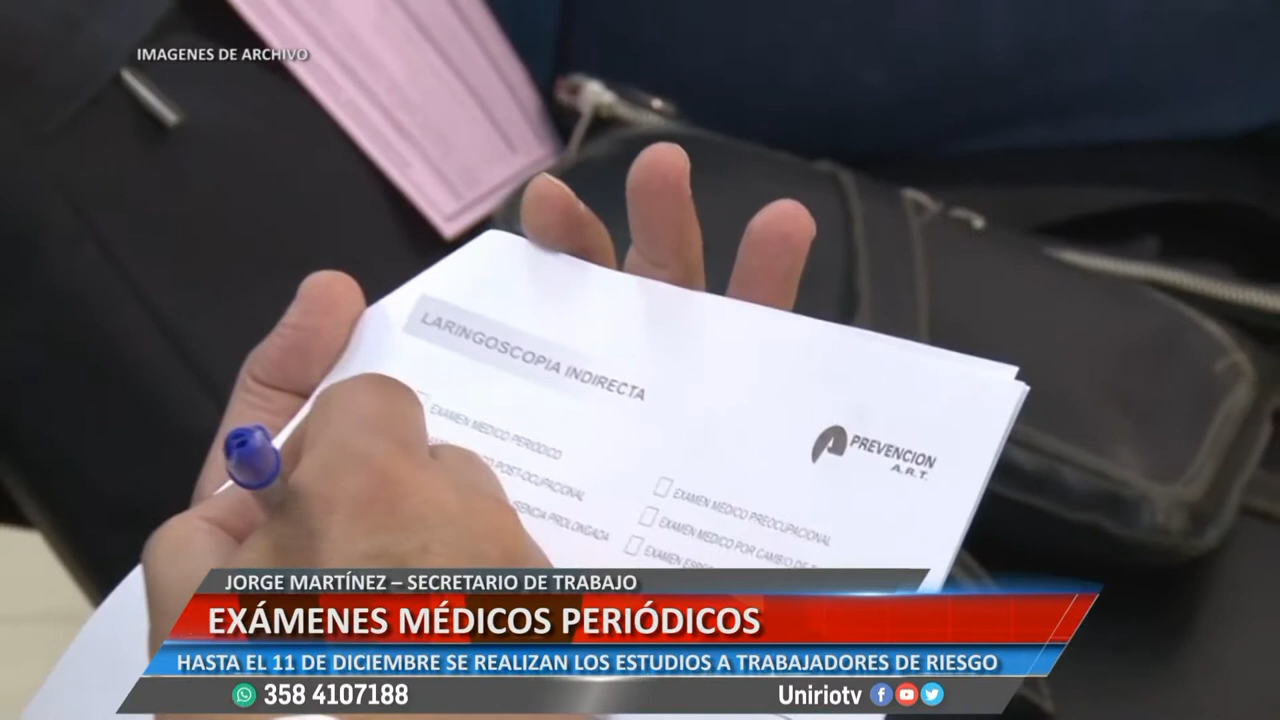 IMAGENES DE ARCHIVO
LARINGOSCOPIA INDIRECTA
PREVENCION
A.R.T.
EXAMEN MEDICO PERIODICO
POST-OCUPACIONAL
PROLONGADA
EXAMEN MEDICO PREOCUPACIONAL
EXAMEN MEDICO POR CAMBIO DE
EXAMEN
JORGE MARTÍNEZ – SECRETARIO DE TRABAJO
EXÁMENES MÉDICOS PERIÓDICOS
HASTA EL 11 DE DICIEMBRE SE REALIZAN LOS ESTUDIOS A TRABAJADORES DE RIESGO
358 4107188
Uniriotv